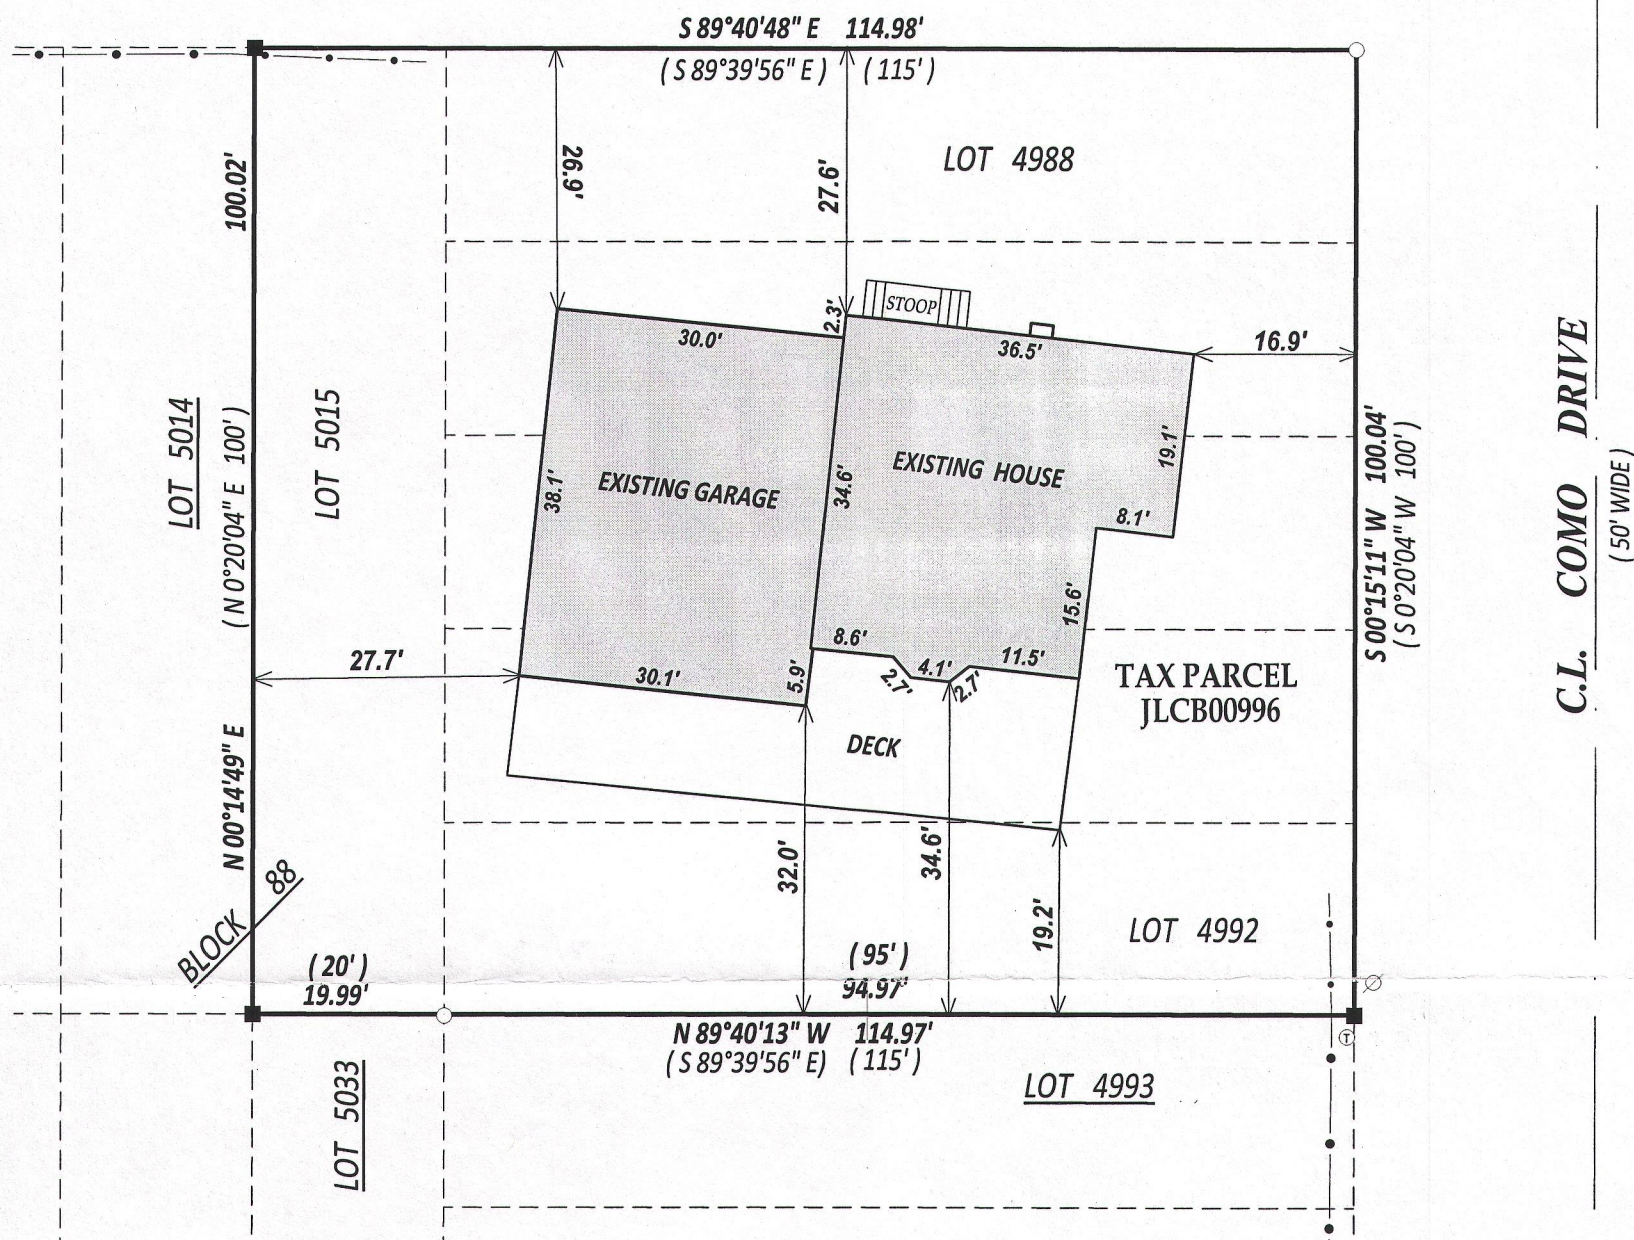 S 89°40'48" E 114.98'
( S 89°39'56" E ) ( 115' )
LOT 4988
26.9'
27.6'
100.02'
STOOP
2.3'
30.0'
36.5'
16.9'
C.L. COMO DRIVE
( 50' WIDE )
LOT 5014
( N 0°20'04" E 100' )
LOT 5015
38.1'
EXISTING GARAGE
34.6'
EXISTING HOUSE
19.1'
8.1'
S 00°15'11" W 100.04'
( S 0°20'04" W 100' )
15.6'
8.6'
4.1'
11.5'
2.7'
2.7'
27.7'
30.1'
5.9'
TAX PARCEL
JLCB00996
DECK
N 00°14'49" E
32.0'
34.6'
19.2'
BLOCK 88
LOT 4992
( 20' )
19.99'
( 95' )
94.97'
N 89°40'13" W 114.97'
( S 89°39'56" E) ( 115' )
T
LOT 4993
LOT 5033